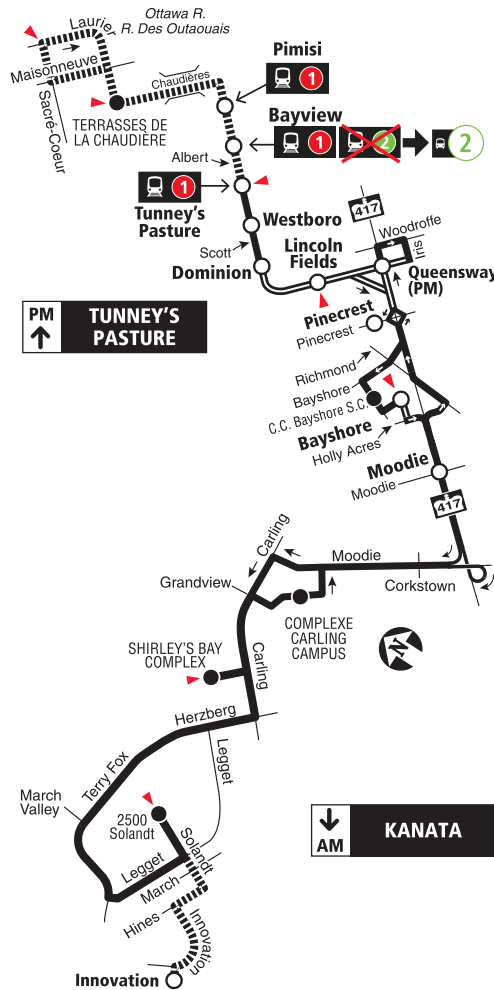 Ottawa R.
R. Des Outaouais
Laurier
Maisonneuve
Sacré-Coeur
Chaudières
TERRASSES DE
LA CHAUDIÈRE
Pimisi
1
Bayview
1
2
2
Albert
1
Tunney's
Pasture
Westboro
417
Woodroffe
Iris
Scott
Lincoln
Fields
Dominion
Queensway
(PM)
PM
TUNNEY'S
PASTURE
Pinecrest
Pinecrest
Richmond
Bayshore
C.C. Bayshore S.C.
Bayshore
Holly Acres
Moodie
Moodie
417
Carling
Moodie
Grandview
Corkstown
COMPLEXE
CARLING
CAMPUS
N
SHIRLEY'S BAY
COMPLEX
Carling
Herzberg
Legget
Terry Fox
March
Valley
2500
Solandt
AM
KANATA
Solandt
Legget
March
Hines
Innovation
Innovation